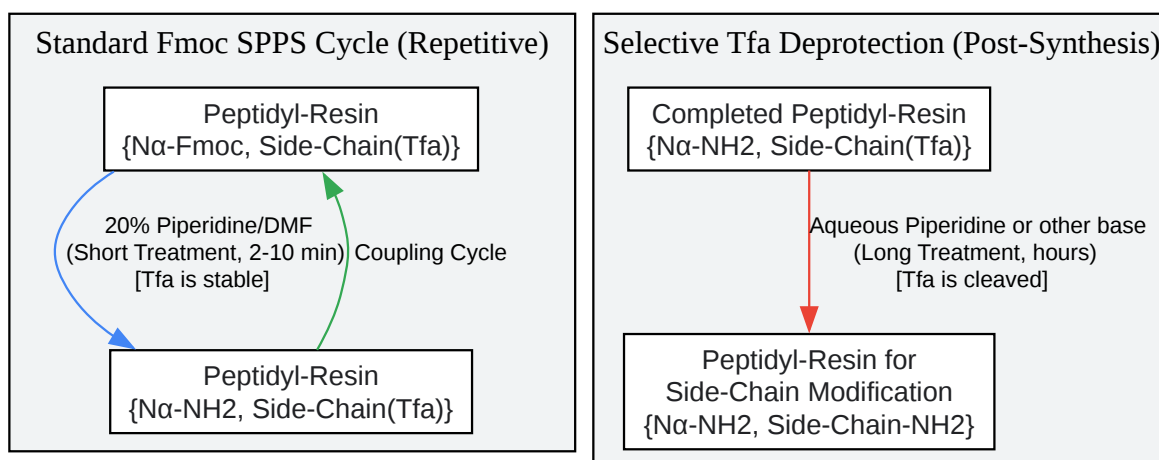 Standard Fmoc SPPS Cycle (Repetitive)
Peptidyl-Resin
{Nα-Fmoc, Side-Chain(Tfa)}
20% Piperidine/DMF
(Short Treatment, 2-10 min)
[Tfa is stable]
Coupling Cycle
Peptidyl-Resin
{Nα-NH2, Side-Chain(Tfa)}
Selective Tfa Deprotection (Post-Synthesis)
Completed Peptidyl-Resin
{Nα-NH2, Side-Chain(Tfa)}
Aqueous Piperidine or other base
(Long Treatment, hours)
[Tfa is cleaved]
Peptidyl-Resin for
Side-Chain Modification
{Nα-NH2, Side-Chain-NH2}